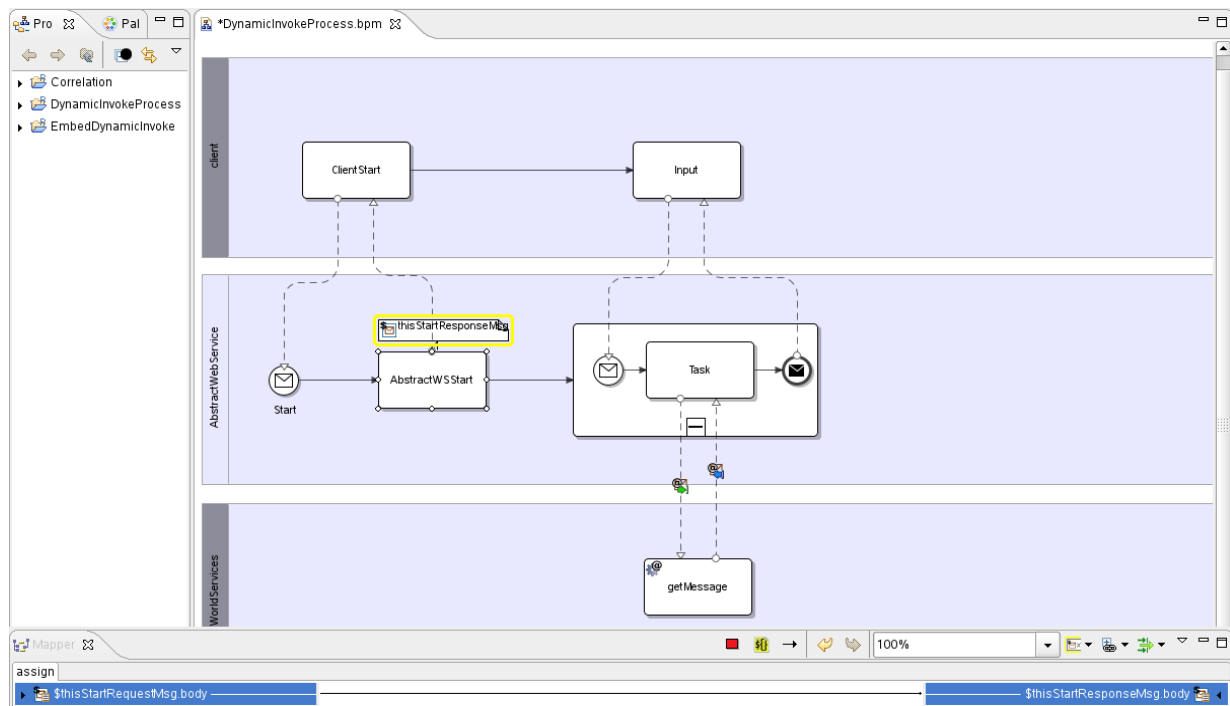 Pro
Pal
*DynamicInvokeProcess.bpm
Correlation
DynamicInvokeProcess
EmbedDynamicInvoke
client
ClientStart
Input
AbstractWebService
$thisStartResponseMsg
AbstractWSStart
Start
Task
WorldServices
@
getMessage
Mapper
${}
100%
assign
$thisStartRequestMsg.body
$thisStartResponseMsg.body